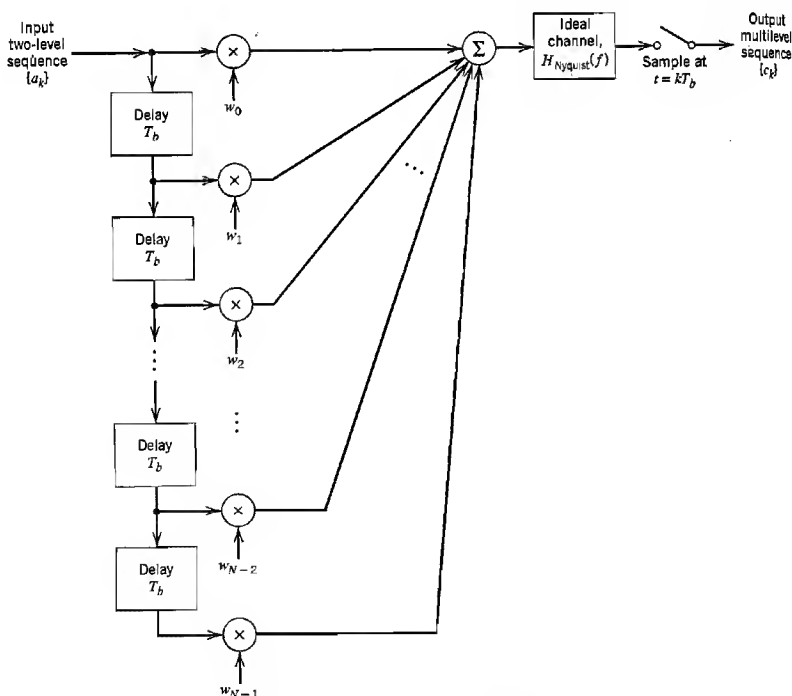 Input
two-level
sequence
{a_k}
×
w_0
Σ
Ideal
channel,
H_Nyquist(f)
Sample at
t = kT_b
Output
multilevel
sequence
{c_k}
Delay
T_b
×
w_1
Delay
T_b
×
w_2
Delay
T_b
×
w_{N-2}
Delay
T_b
×
w_{N-1}